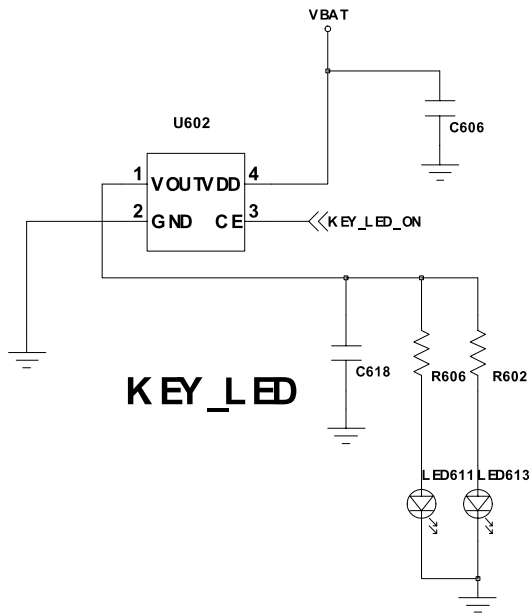 VBAT
C606
U602
1 VOUT VDD 4
2 GND CE 3
KEY_LED_ON
C618
R606
R602
KEY_LED
LED611 LED613